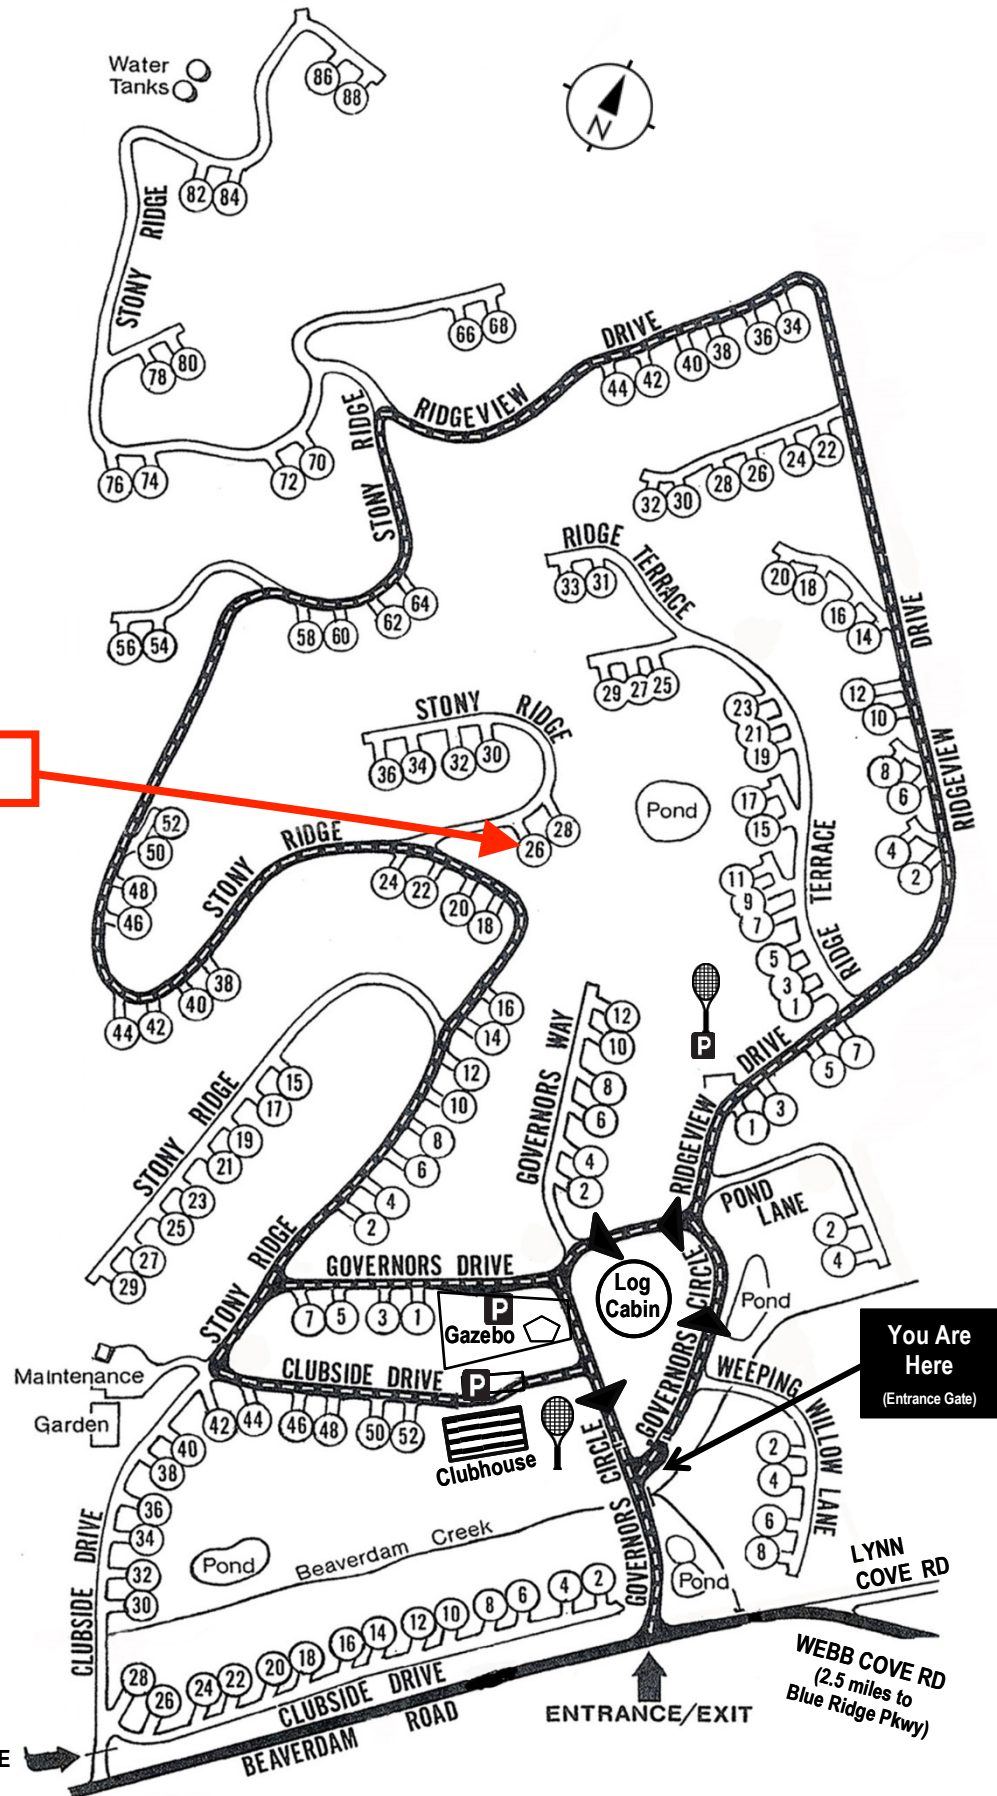 86
88
Water
Tanks
N
82
84
STONY RIDGE
66
68
DRIVE
34
36
38
40
42
44
78
80
RIDGEVIEW
STONY RIDGE
70
72
74
76
22
24
26
28
30
32
RIDGE TERRACE
33
31
20
18
16
14
DRIVE
64
62
60
58
56
54
29
27
25
12
10
23
21
19
STONY RIDGE
36
34
32
30
RIDGEVIEW
8
6
17
15
Pond
28
26
52
50
48
46
STONY RIDGE
24
22
20
18
4
2
11
9
7
TERRACE
RIDGE
5
3
1
38
40
42
44
16
14
12
10
GOVERNORS WAY
12
10
8
6
4
2
P
DRIVE
7
5
3
1
RIDGEVIEW
STONY RIDGE
15
17
19
21
23
25
27
29
8
6
4
2
POND
LANE
2
4
STONY RIDGE
GOVERNORS DRIVE
7
5
3
1
P
Gazebo
Log
Cabin
GOVERNORS CIRCLE
Pond
You Are
Here
(Entrance Gate)
Maintenance
Garden
CLUBSIDE DRIVE
P
WEEPING WILLOW LANE
42
44
46
48
50
52
Clubhouse
40
38
36
34
32
30
2
4
6
8
GOVERNORS CIRCLE
CLUBSIDE DRIVE
Pond
Beaverdam Creek
Pond
LYNN
COVE RD
28
26
24
22
20
18
16
14
12
10
8
6
4
2
CLUBSIDE DRIVE
BEAVERDAM ROAD
ENTRANCE/EXIT
WEBB COVE RD
(2.5 miles to
Blue Ridge Pkwy)
E